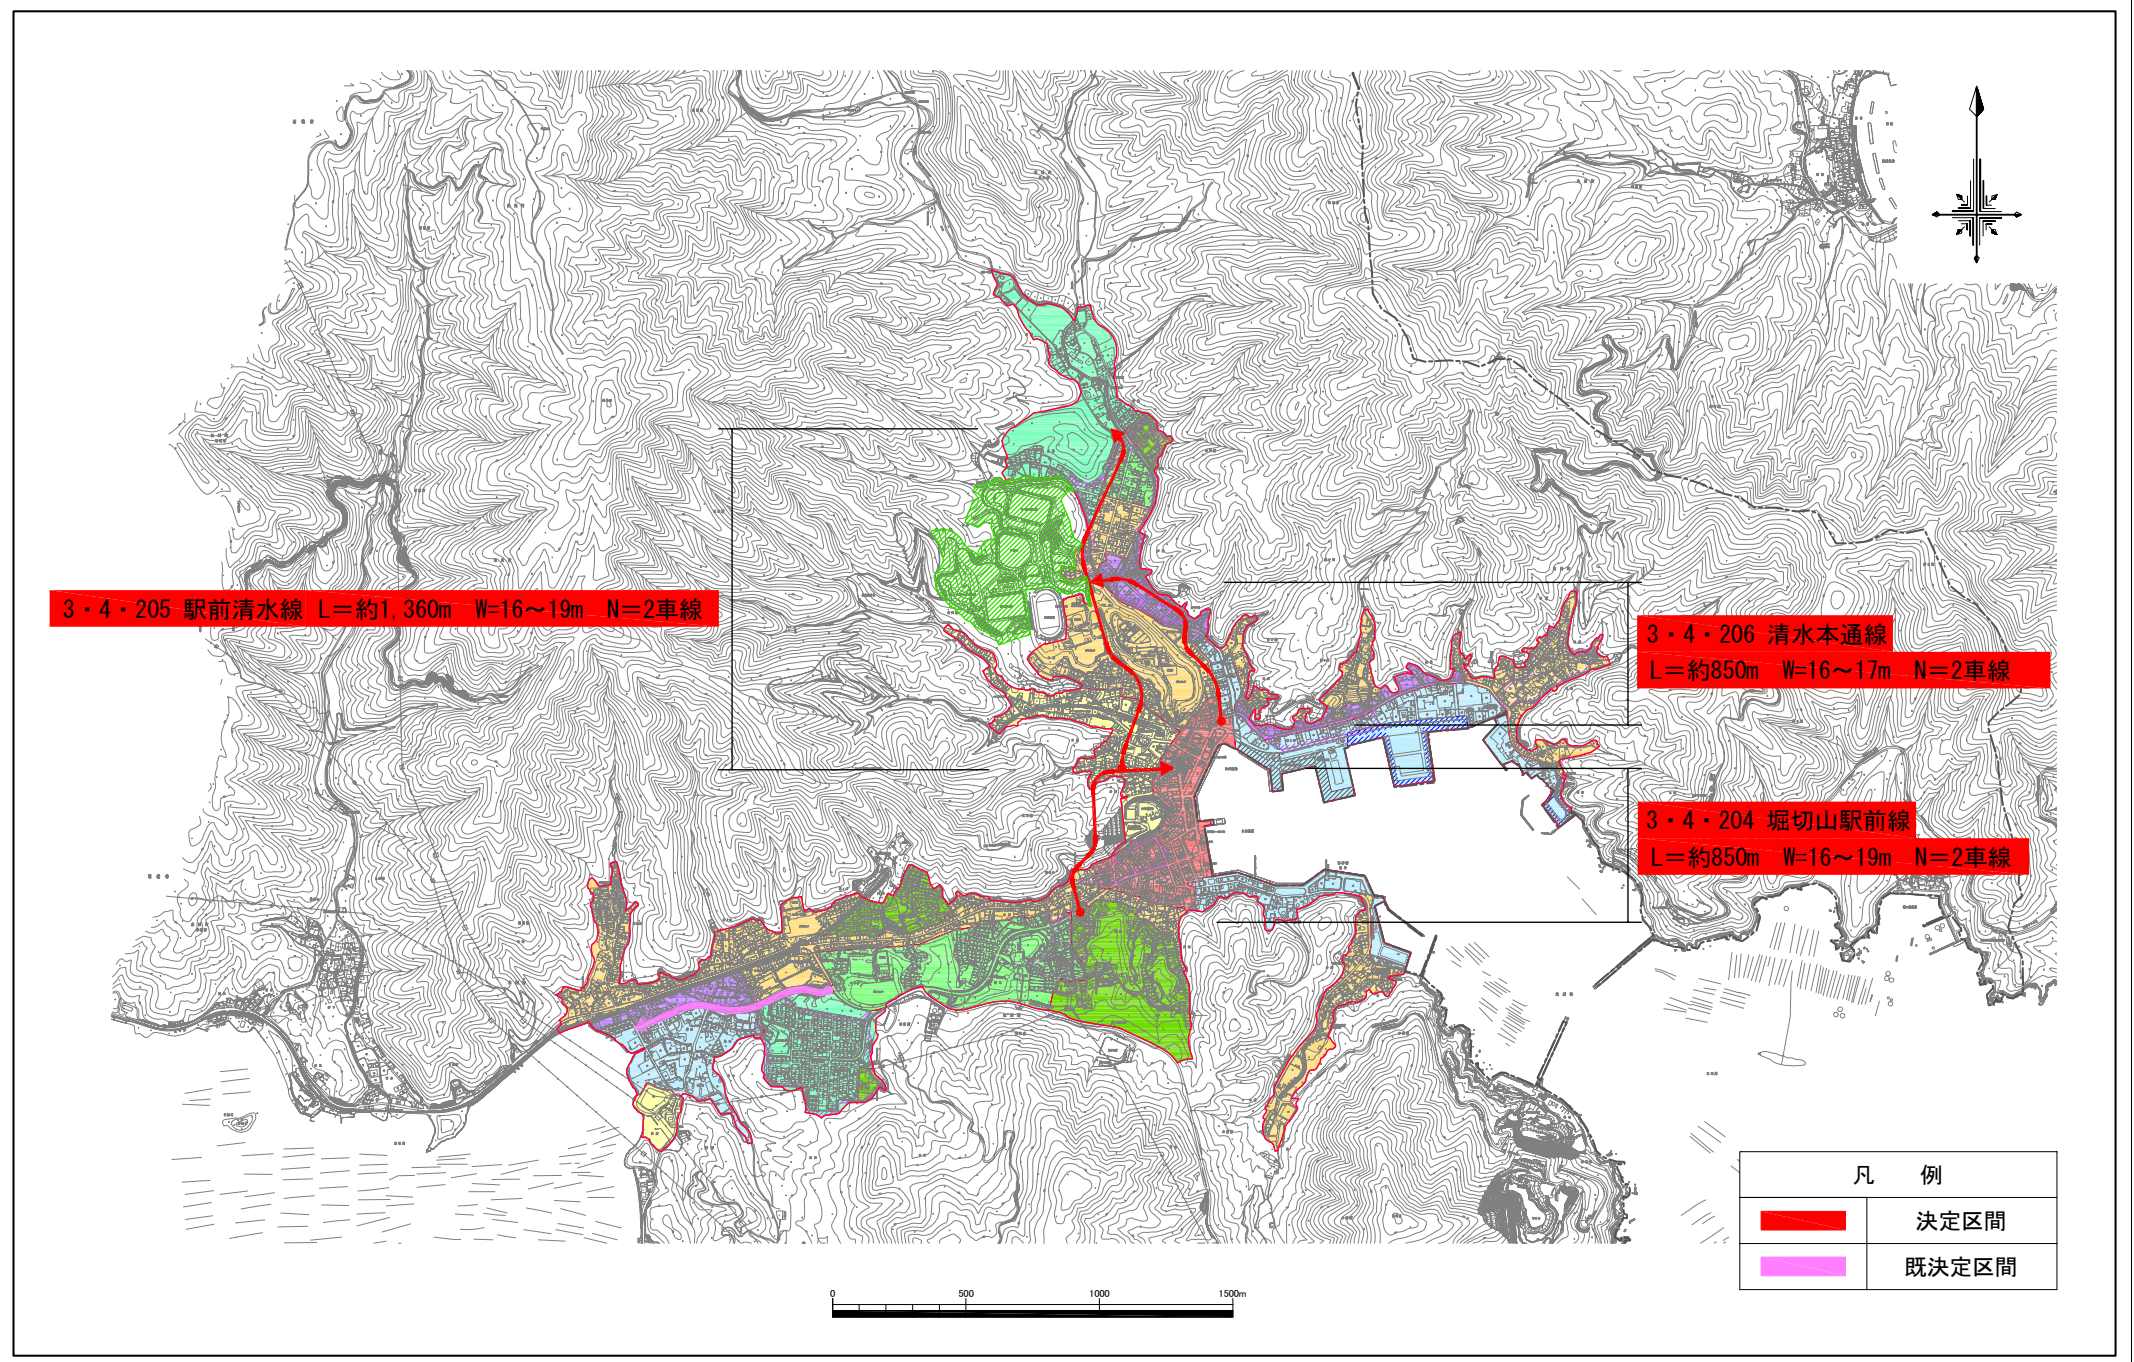 3・4・205 駅前清水線 L=約1,360m W=16~19m N=2車線
3・4・206 清水本通線
L=約850m W=16~17m N=2車線
3・4・204 堀切山駅前線
L=約850m W=16~19m N=2車線
凡 例
決定区間
既決定区間
0 500 1000 1500m